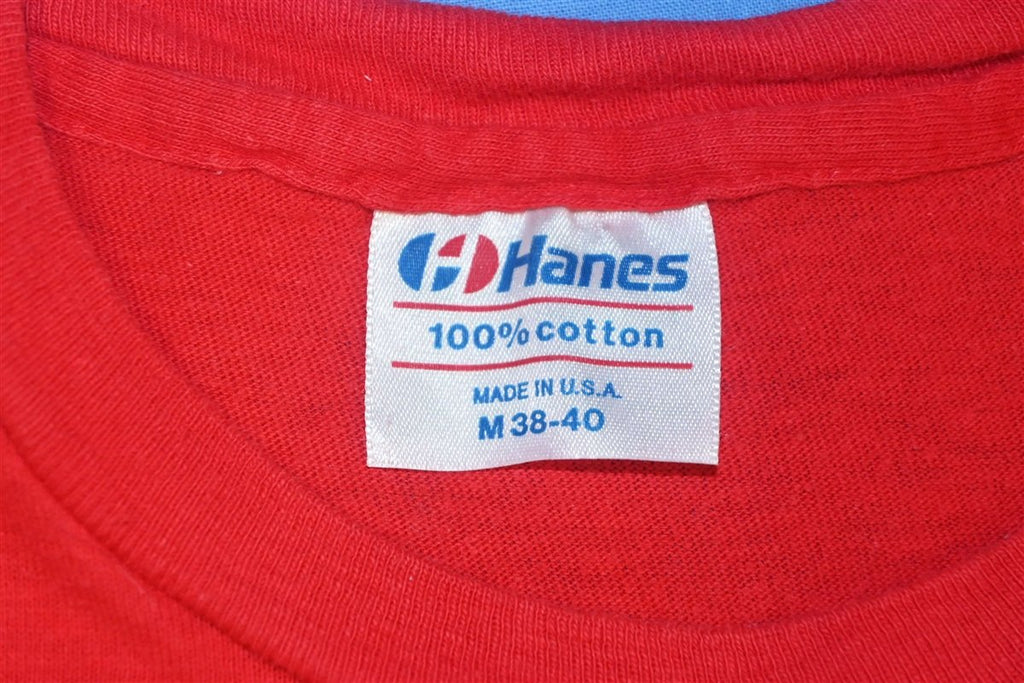 Hanes
100% cotton
MADE IN U.S.A.
M 38-40